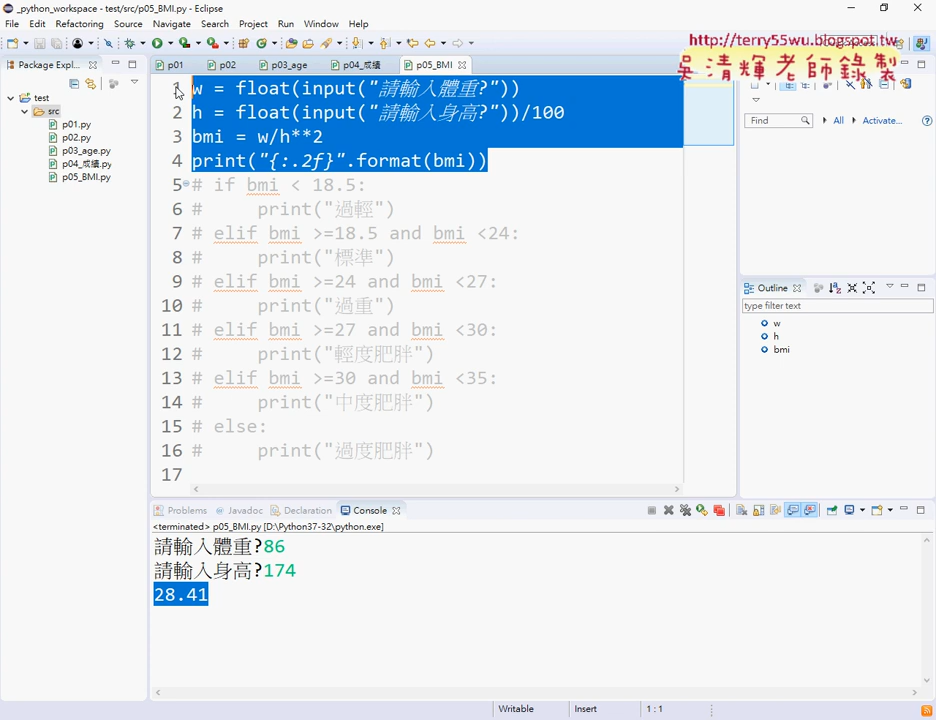 _python_workspace - test/src/p05_BMI.py - Eclipse
File Edit Refactoring Source Navigate Search Project Run Window Help
http://terry55wu.blogspot.tw
吳清輝老師錄製
Package Expl...
p01 p02 p03_age p04_成績 p05_BMI
test
src
p01.py
p02.py
p03_age.py
p04_成績.py
p05_BMI.py
1 w = float(input("請輸入體重?"))
2 h = float(input("請輸入身高?"))/100
3 bmi = w/h**2
4 print("{:.2f}".format(bmi))
5 # if bmi < 18.5:
6 #     print("過輕")
7 # elif bmi >=18.5 and bmi <24:
8 #     print("標準")
9 # elif bmi >=24 and bmi <27:
10 #     print("過重")
11 # elif bmi >=27 and bmi <30:
12 #     print("輕度肥胖")
13 # elif bmi >=30 and bmi <35:
14 #     print("中度肥胖")
15 # else:
16 #     print("過度肥胖")
17
Find All Activate...
Outline
type filter text
w
h
bmi
Problems Javadoc Declaration Console
<terminated> p05_BMI.py [D:\Python37-32\python.exe]
請輸入體重?86
請輸入身高?174
28.41
Writable Insert 1 : 1